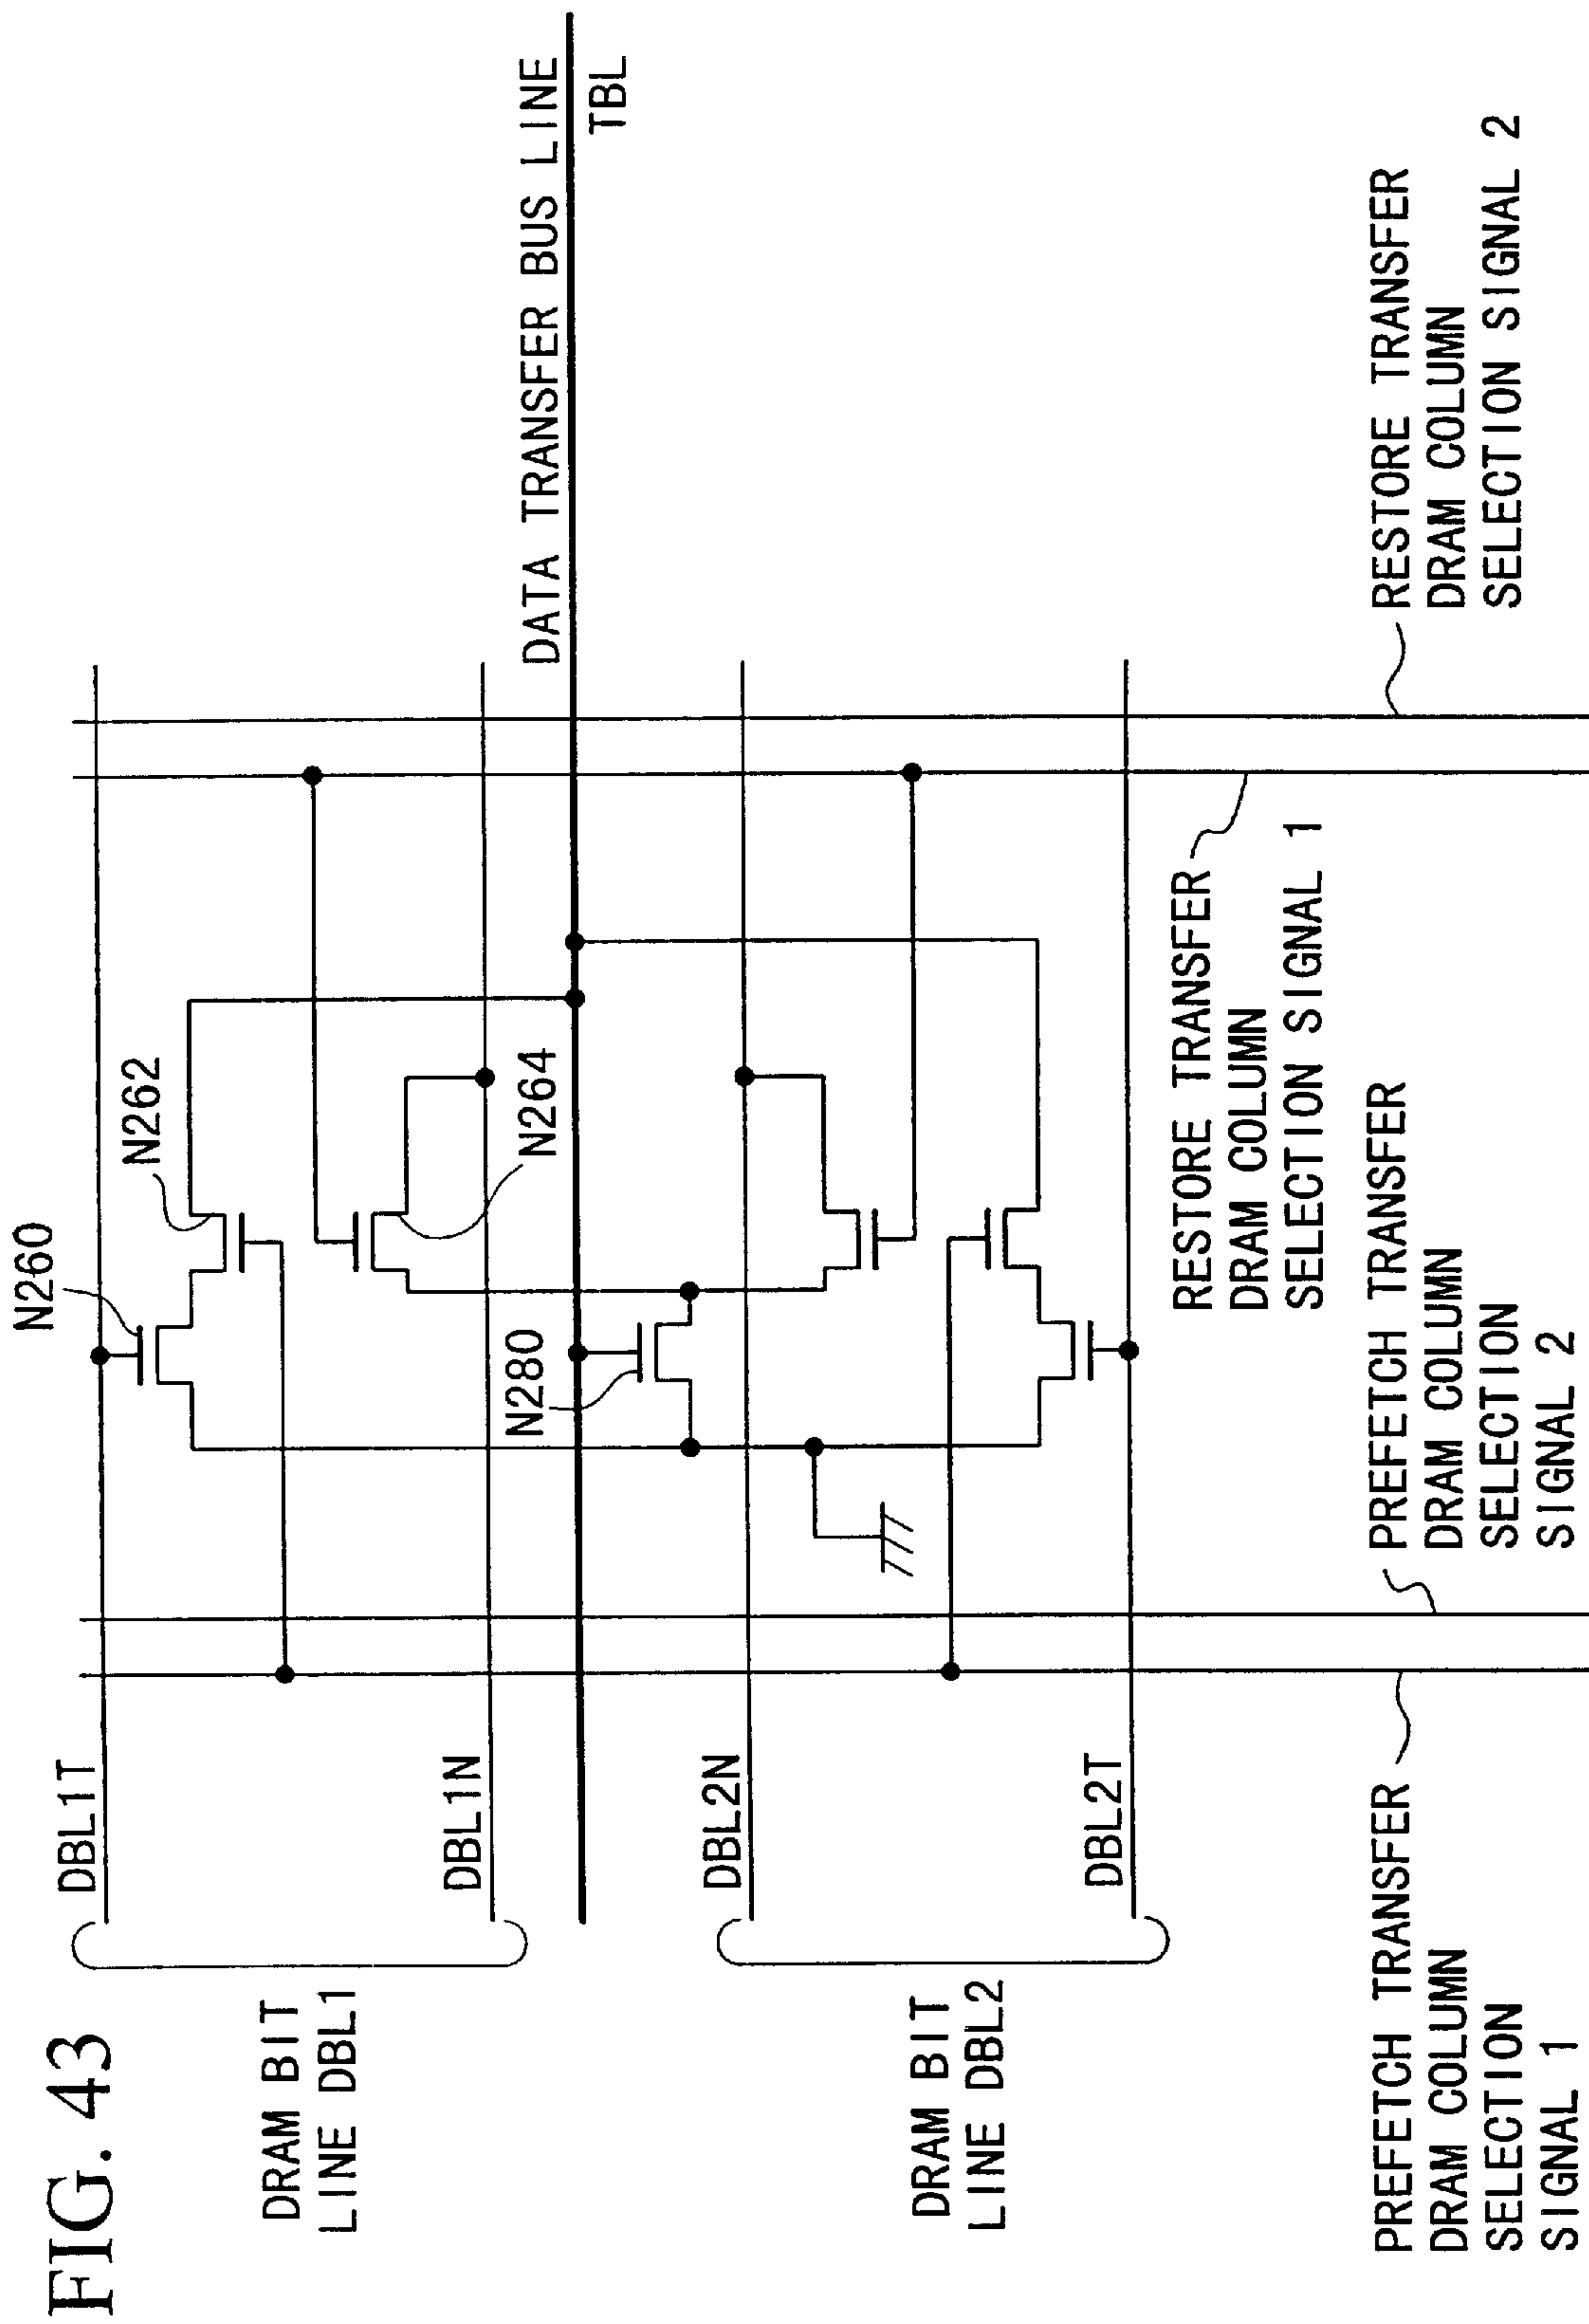 FIG. 43
DRAM BIT
LINE DBL1
DBL1T
DBL1N
N260
N262
N264
N280
DATA TRANSFER BUS LINE
TBL
DRAM BIT
LINE DBL2
DBL2N
DBL2T
PREFETCH TRANSFER
DRAM COLUMN
SELECTION
SIGNAL 1
PREFETCH TRANSFER
DRAM COLUMN
SELECTION
SIGNAL 2
RESTORE TRANSFER
DRAM COLUMN
SELECTION SIGNAL 1
RESTORE TRANSFER
DRAM COLUMN
SELECTION SIGNAL 2